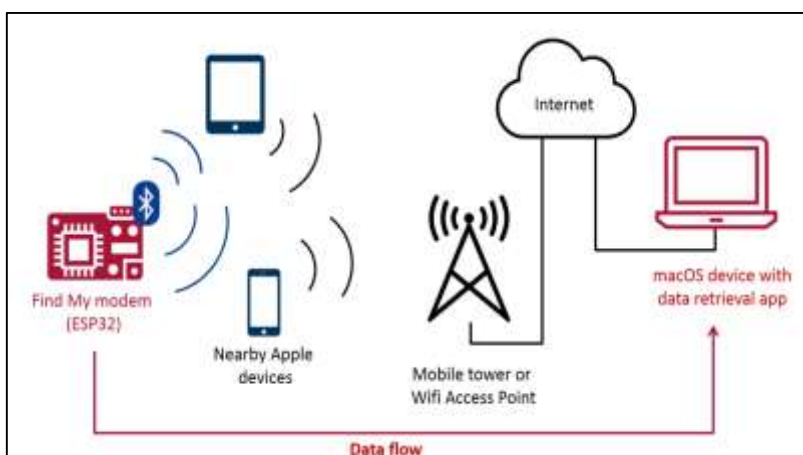 Internet
Find My modem
(ESP32)
Nearby Apple
devices
Mobile tower or
Wifi Access Point
macOS device with
data retrieval app
Data flow